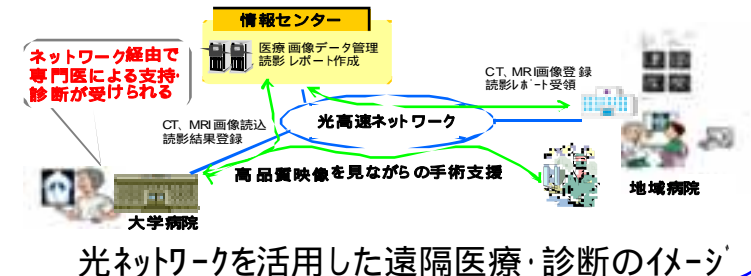 情報センター
医療画像データ管理
読影レポート作成
ネットワーク経由で
専門医による支持・
診断が受けられる
CT、MRI画像登録
読影ﾚﾎﾟｰﾄ受領
CT、MRI画像読込
読影結果登録
光高速ネットワーク
高品質映像を見ながらの手術支援
大学病院
地域病院
光ﾈｯﾄﾜｰｸを活用した遠隔医療・診断のｲﾒｰｼﾞ